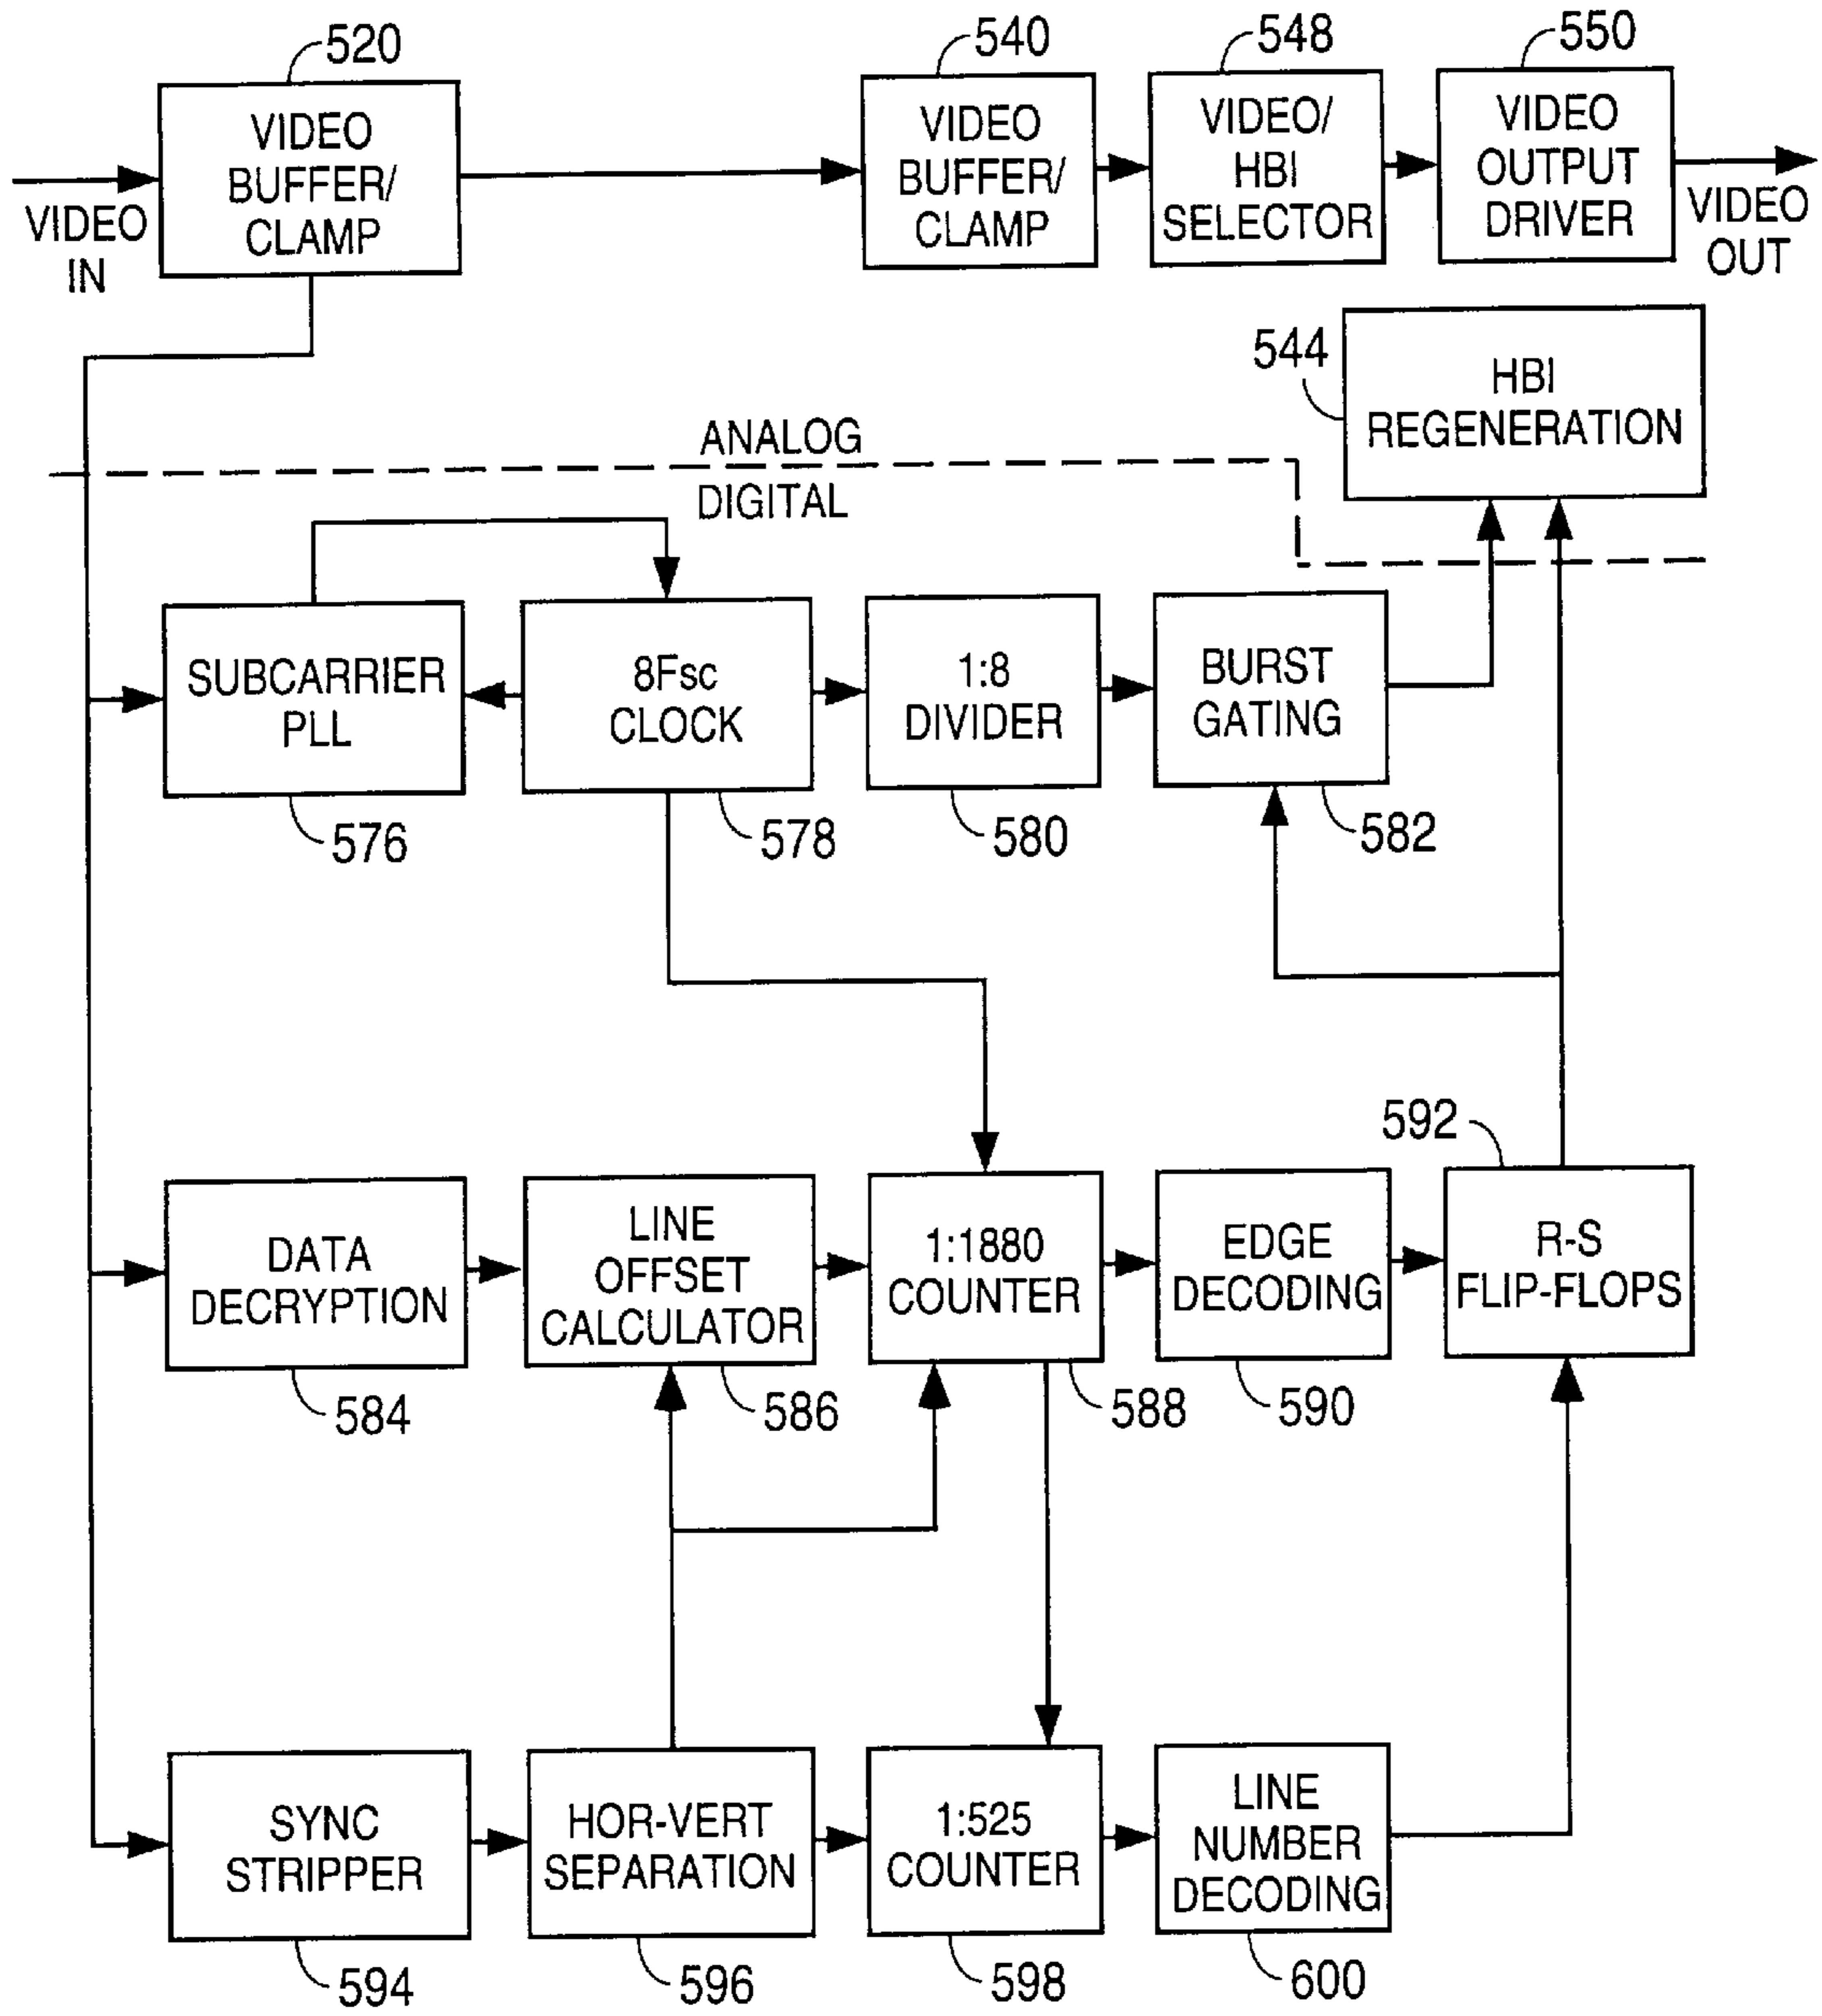 520
540
548
550
VIDEO
BUFFER/
CLAMP
VIDEO
BUFFER/
CLAMP
VIDEO/
HBI
SELECTOR
VIDEO
OUTPUT
DRIVER
VIDEO
IN
VIDEO
OUT
544
HBI
REGENERATION
ANALOG
DIGITAL
SUBCARRIER
PLL
8Fsc
CLOCK
1:8
DIVIDER
BURST
GATING
576
578
580
582
592
DATA
DECRYPTION
LINE
OFFSET
CALCULATOR
1:1880
COUNTER
EDGE
DECODING
R-S
FLIP-FLOPS
584
586
588
590
SYNC
STRIPPER
HOR-VERT
SEPARATION
1:525
COUNTER
LINE
NUMBER
DECODING
594
596
598
600